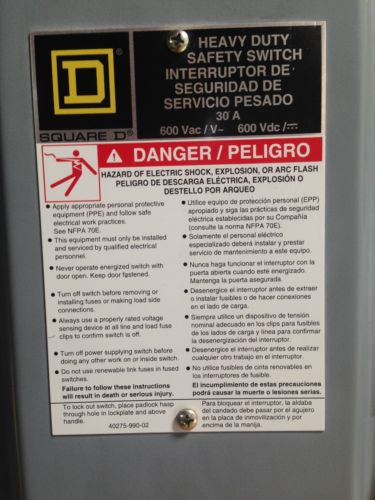 HEAVY DUTY
SAFETY SWITCH
INTERRUPTOR DE
SEGURIDAD DE
SERVICIO PESADO
30 A
600 Vac / V~ 600 Vdc / ⎓
D
SQUARE D®
DANGER / PELIGRO
HAZARD OF ELECTRIC SHOCK, EXPLOSION, OR ARC FLASH
PELIGRO DE DESCARGA ELÉCTRICA, EXPLOSIÓN O
DESTELLO POR ARQUEO
● Apply appropriate personal protective
equipment (PPE) and follow safe
electrical work practices.
See NFPA 70E.
● This equipment must only be installed
and serviced by qualified electrical
personnel.
● Never operate energized switch with
door open. Keep door fastened.
● Turn off switch before removing or
installing fuses or making load side
connections.
● Always use a properly rated voltage
sensing device at all line and load fuse
clips to confirm switch is off.
● Turn off power supplying switch before
doing any other work on or inside switch.
● Do not use renewable link fuses in fused
switches.
Failure to follow these instructions
will result in death or serious injury.
● Utilice equipo de protección personal (EPP)
apropiado y siga las prácticas de seguridad
eléctrica establecidas por su Compañía
(consulte la norma NFPA 70E).
● Solamente el personal eléctrico
especializado deberá instalar y prestar
servicio de mantenimiento a este equipo.
● Nunca haga funcionar el interruptor con la
puerta abierta cuando esté energizado.
Mantenga la puerta asegurada.
● Desenergice el interruptor antes de extraer
o instalar fusibles o de hacer conexiones
en el lado de carga.
● Siempre utilice un dispositivo de tensión
nominal adecuado en los clips para fusibles
de los lados de carga y línea para confirmar
la desenergización del interruptor.
● Desenergice el interruptor antes de realizar
cualquier otro trabajo en el interruptor.
● No utilice fusibles de cinta renovables en
los interruptores de fusible.
El incumplimiento de estas precauciones
podrá causar la muerte o lesiones serias.
To lock out switch, place padlock hasp
through hole in lockplate and above
handle.
40275-990-02
Para bloquear el interruptor, la aldaba
del candado debe pasar por el agujero
en la placa de inmovilización y por
encima de la manija.